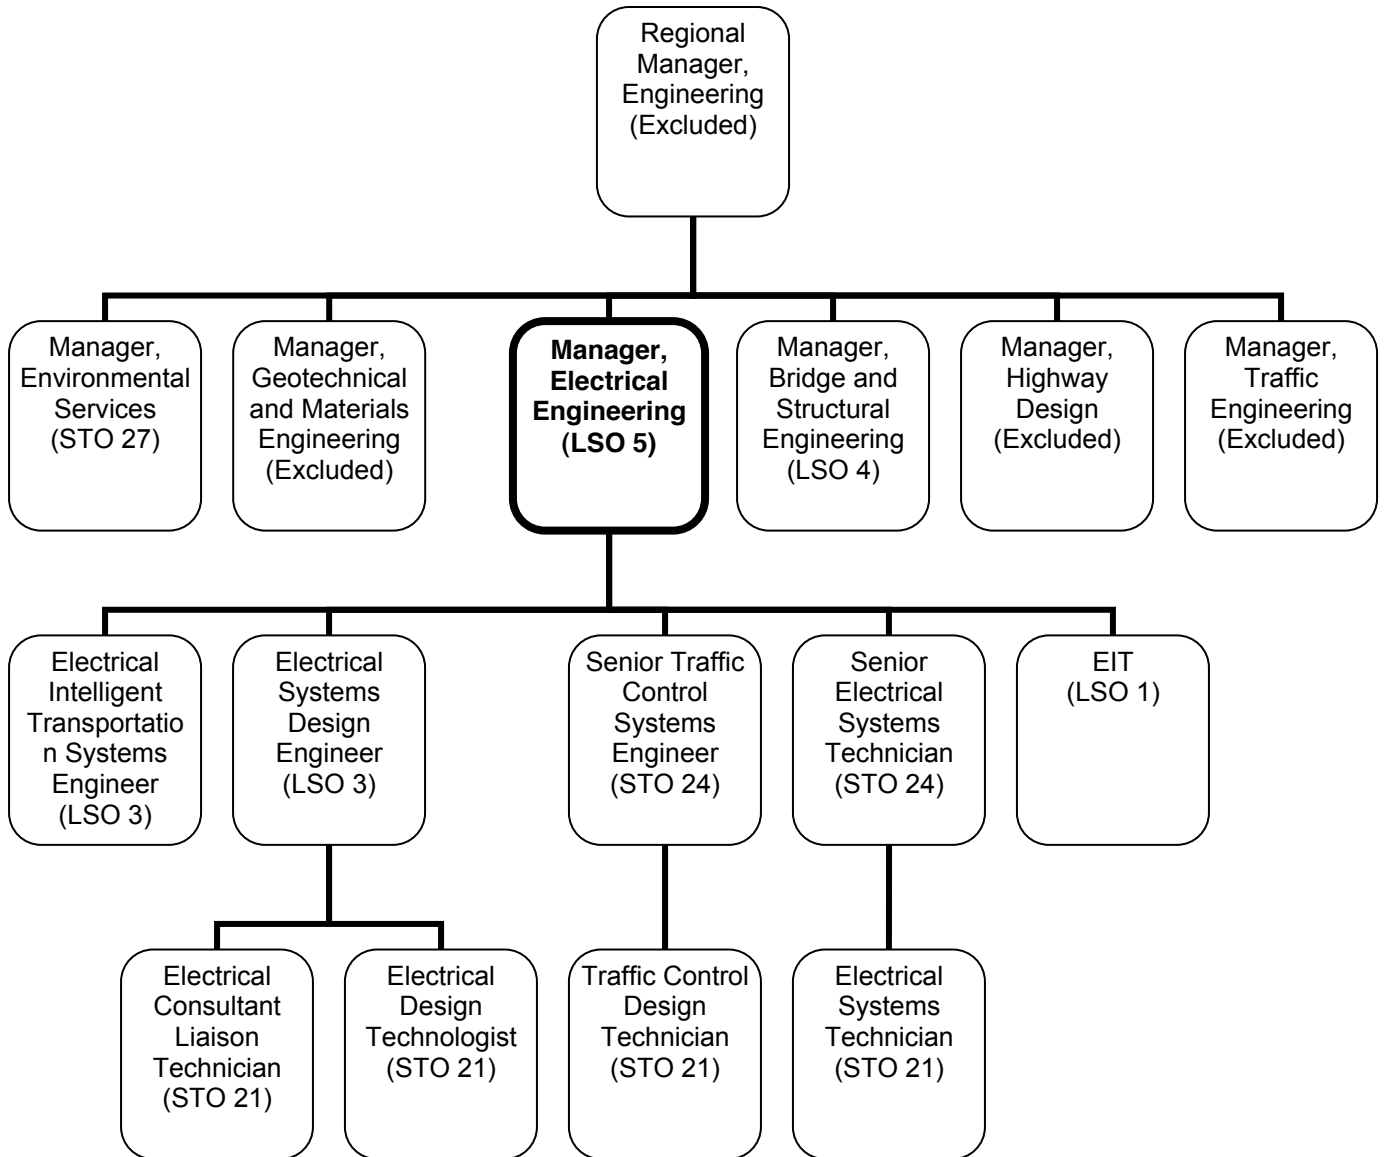 Regional
Manager,
Engineering
(Excluded)
Manager,
Environmental
Services
(STO 27)
Manager,
Geotechnical
and Materials
Engineering
(Excluded)
Manager,
Electrical
Engineering
(LSO 5)
Manager,
Bridge and
Structural
Engineering
(LSO 4)
Manager,
Highway
Design
(Excluded)
Manager,
Traffic
Engineering
(Excluded)
Electrical
Intelligent
Transportatio
n Systems
Engineer
(LSO 3)
Electrical
Systems
Design
Engineer
(LSO 3)
Senior Traffic
Control
Systems
Engineer
(STO 24)
Senior
Electrical
Systems
Technician
(STO 24)
EIT
(LSO 1)
Electrical
Consultant
Liaison
Technician
(STO 21)
Electrical
Design
Technologist
(STO 21)
Traffic Control
Design
Technician
(STO 21)
Electrical
Systems
Technician
(STO 21)